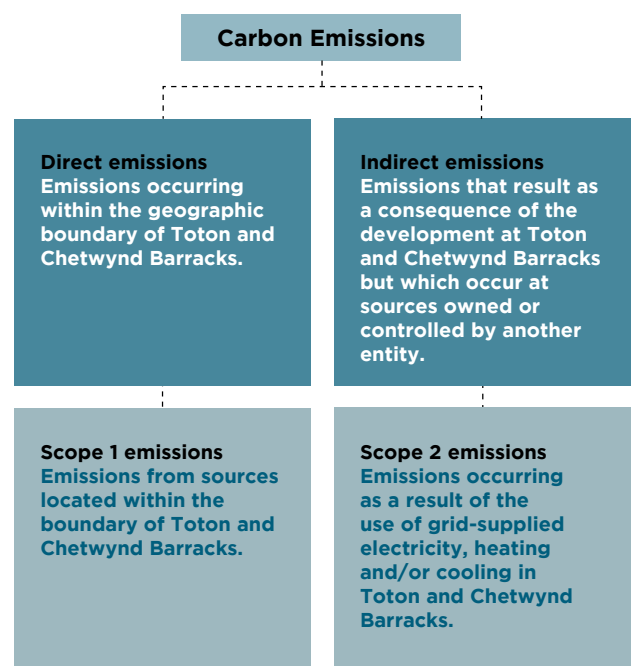 Carbon Emissions
Direct emissions
Emissions occurring
within the geographic
boundary of Toton and
Chetwynd Barracks.
Indirect emissions
Emissions that result as
a consequence of the
development at Toton
and Chetwynd Barracks
but which occur at
sources owned or
controlled by another
entity.
Scope 1 emissions
Emissions from sources
located within the
boundary of Toton and
Chetwynd Barracks.
Scope 2 emissions
Emissions occurring
as a result of the
use of grid-supplied
electricity, heating
and/or cooling in
Toton and Chetwynd
Barracks.